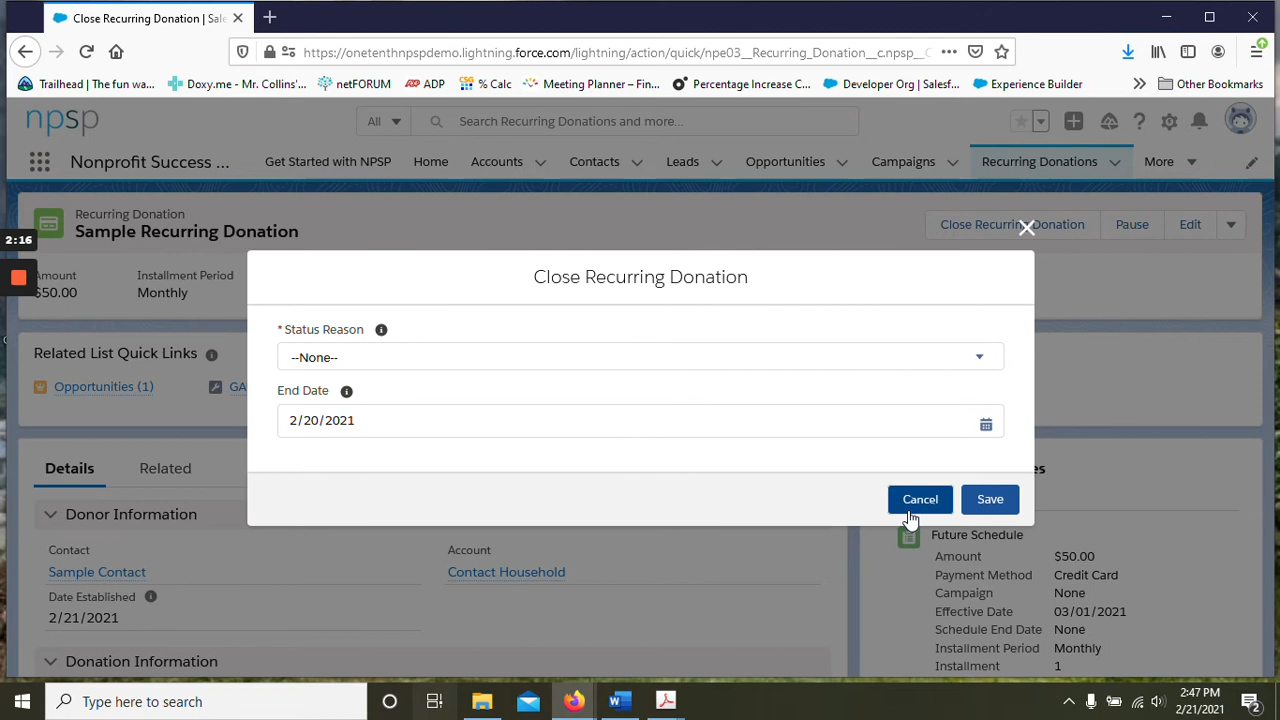 Close Recurring Donation | Sale
https://onetenthnpspdemo.lightning.force.com/lightning/action/quick/npe03__Recurring_Donation__c.npsp__C
Trailhead | The fun wa...
Doxy.me - Mr. Collins'...
netFORUM
ADP
CSG
% Calc
Meeting Planner – Fin...
Percentage Increase C...
Developer Org | Salesf...
Experience Builder
Other Bookmarks
npsp
All
Search Recurring Donations and more...
Nonprofit Success ...
Get Started with NPSP
Home
Accounts
Contacts
Leads
Opportunities
Campaigns
Recurring Donations
More
Recurring Donation
Sample Recurring Donation
Close Recurring Donation
Pause
Edit
2:16
Amount
Installment Period
$50.00
Monthly
Close Recurring Donation
*Status Reason
--None--
End Date
2/20/2021
Cancel
Save
Related List Quick Links
Opportunities (1)
GA
Details
Related
Donor Information
Contact
Account
Sample Contact
Contact Household
Date Established
2/21/2021
Donation Information
Future Schedule
Amount $50.00
Payment Method Credit Card
Campaign None
Effective Date 03/01/2021
Schedule End Date None
Installment Period Monthly
Installment 1
Type here to search
2:47 PM
2/21/2021
2